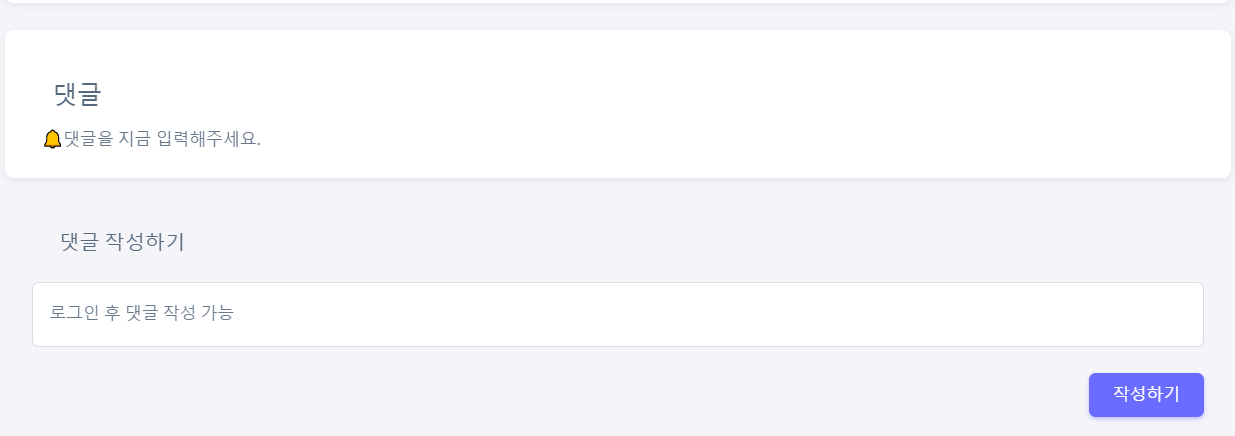 댓글
댓글을 지금 입력해주세요.
댓글 작성하기
로그인 후 댓글 작성 가능
작성하기